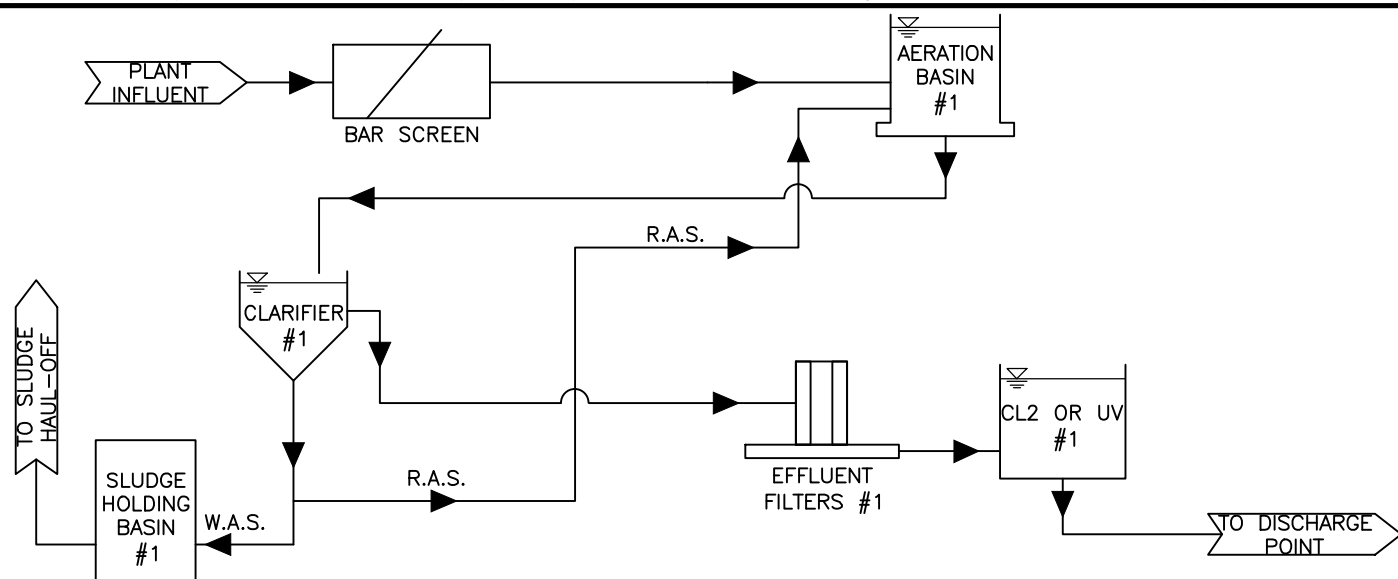 PLANT
INFLUENT
BAR SCREEN
AERATION
BASIN
#1
R.A.S.
CLARIFIER
#1
TO SLUDGE
HAUL-OFF
SLUDGE
HOLDING
BASIN
#1
W.A.S.
R.A.S.
EFFLUENT
FILTERS #1
CL2 OR UV
#1
TO DISCHARGE
POINT